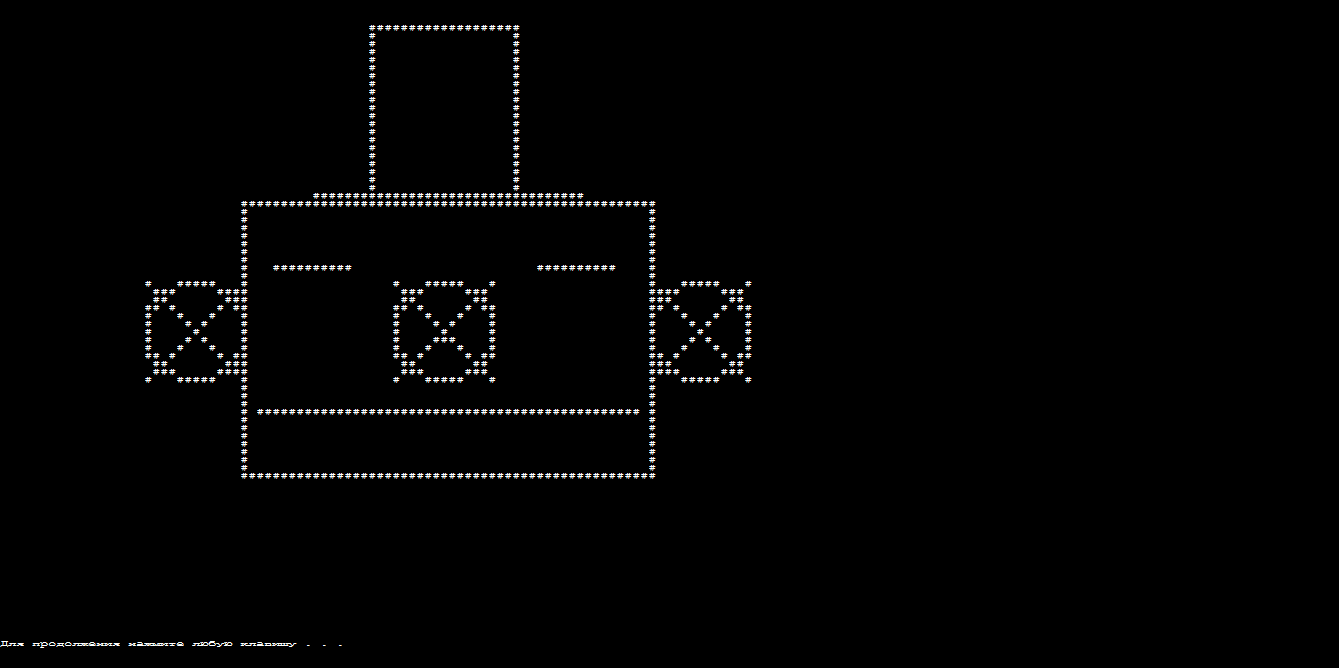 Для продолжения нажмите любую клавишу . . .